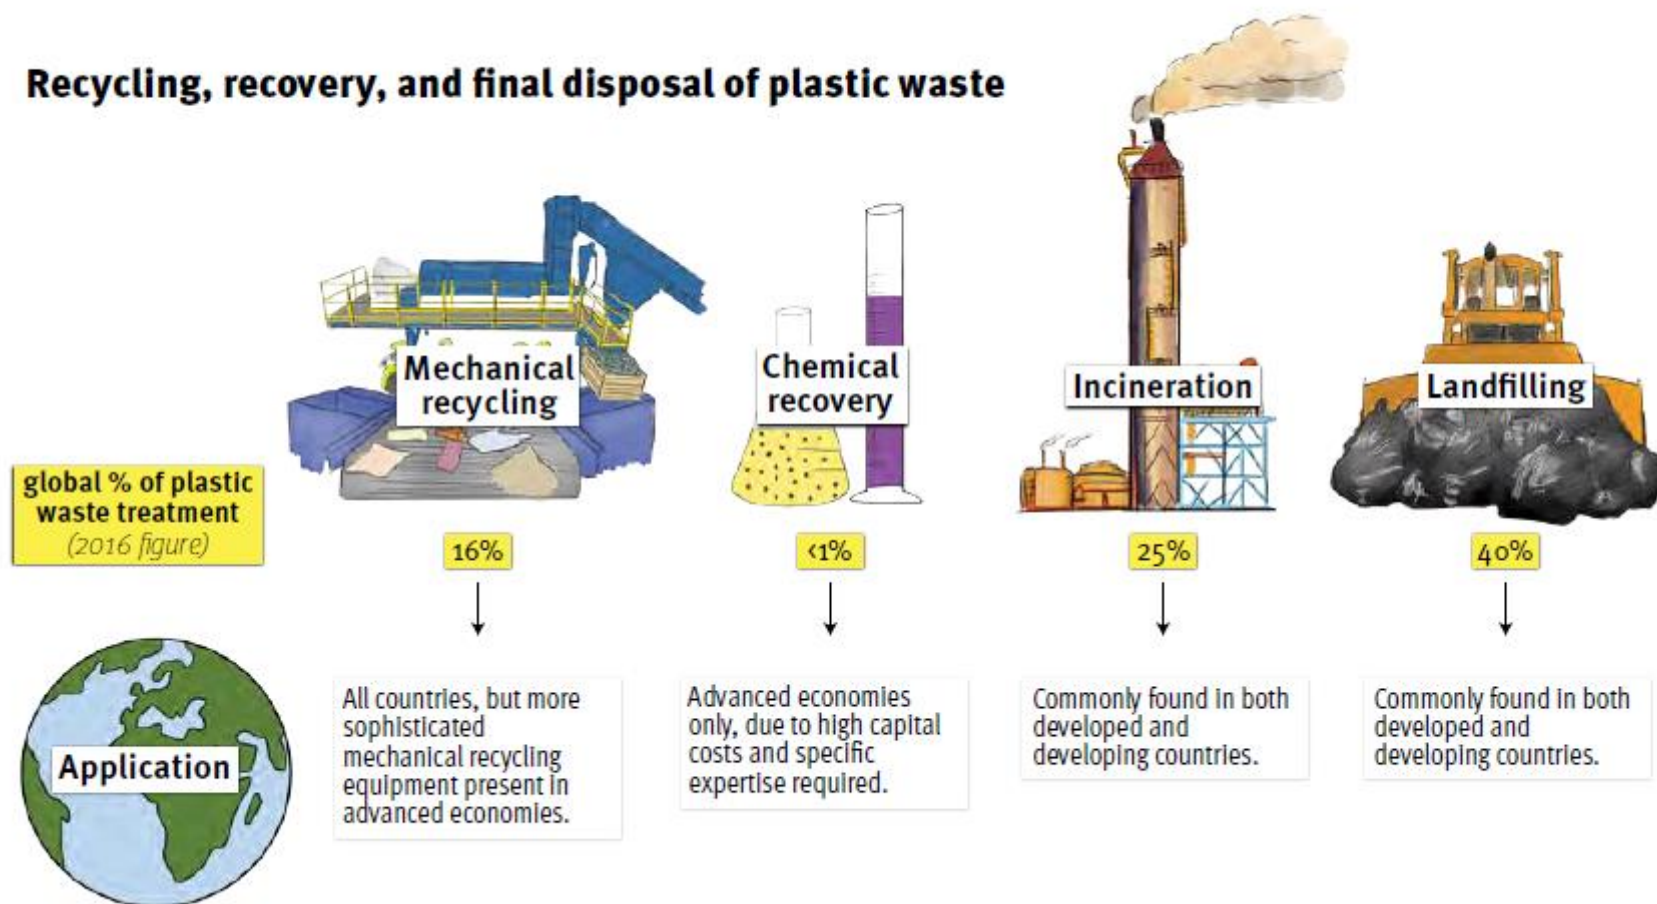 Recycling, recovery, and final disposal of plastic waste
Mechanical
recycling
Chemical
recovery
Incineration
Landfilling
global % of plastic
waste treatment
(2016 figure)
16%
<1%
25%
40%
Application
All countries, but more
sophisticated
mechanical recycling
equipment present in
advanced economies.
Advanced economies
only, due to high capital
costs and specific
expertise required.
Commonly found in both
developed and
developing countries.
Commonly found in both
developed and
developing countries.